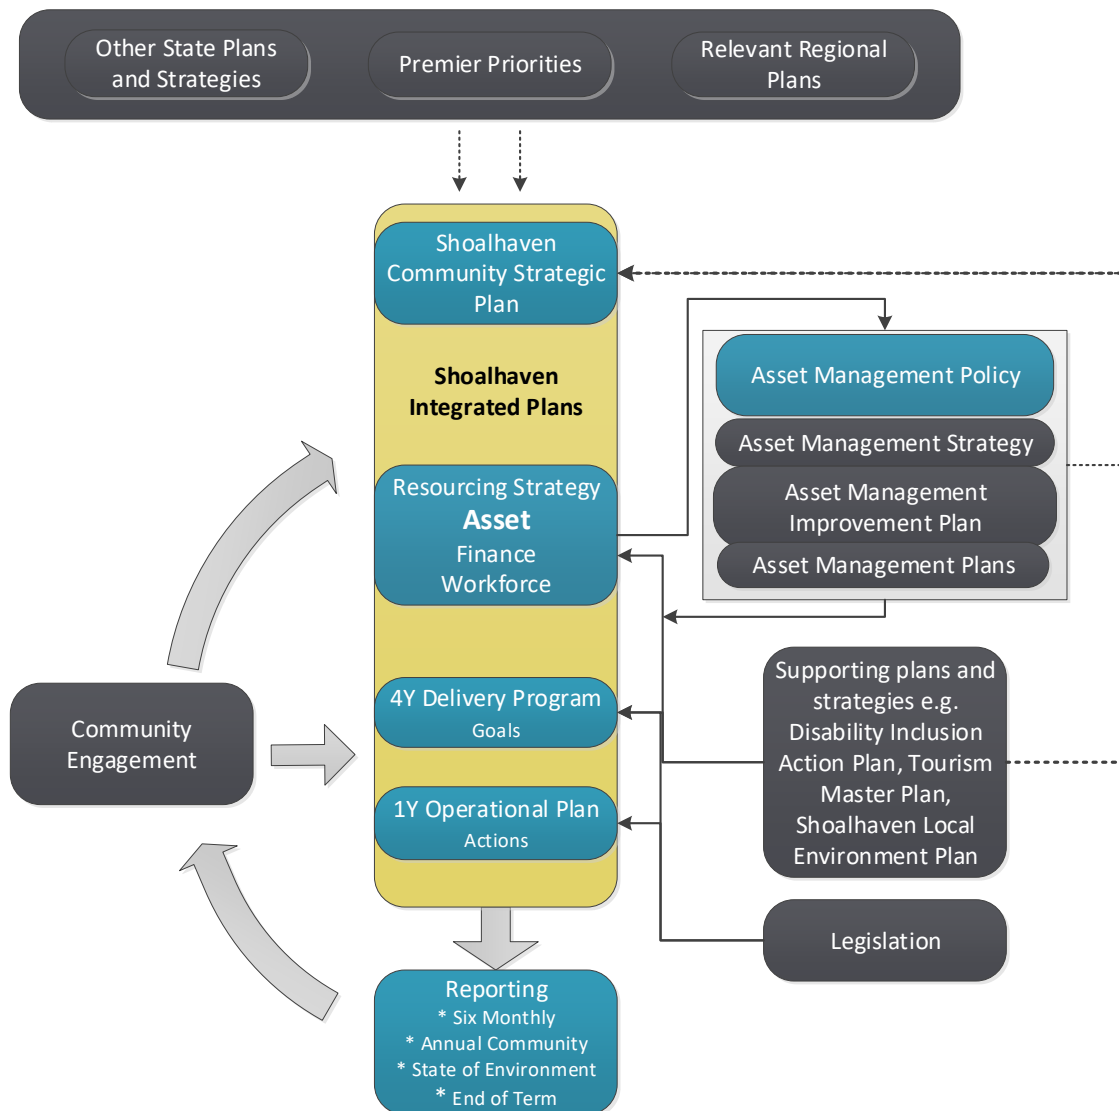 Other State Plans
and Strategies
Premier Priorities
Relevant Regional
Plans
Shoalhaven
Community Strategic
Plan
Shoalhaven
Integrated Plans
Resourcing Strategy
Asset
Finance
Workforce
4Y Delivery Program
Goals
1Y Operational Plan
Actions
Asset Management Policy
Asset Management Strategy
Asset Management
Improvement Plan
Asset Management Plans
Supporting plans and
strategies e.g.
Disability Inclusion
Action Plan, Tourism
Master Plan,
Shoalhaven Local
Environment Plan
Legislation
Community
Engagement
Reporting
* Six Monthly
* Annual Community
* State of Environment
* End of Term